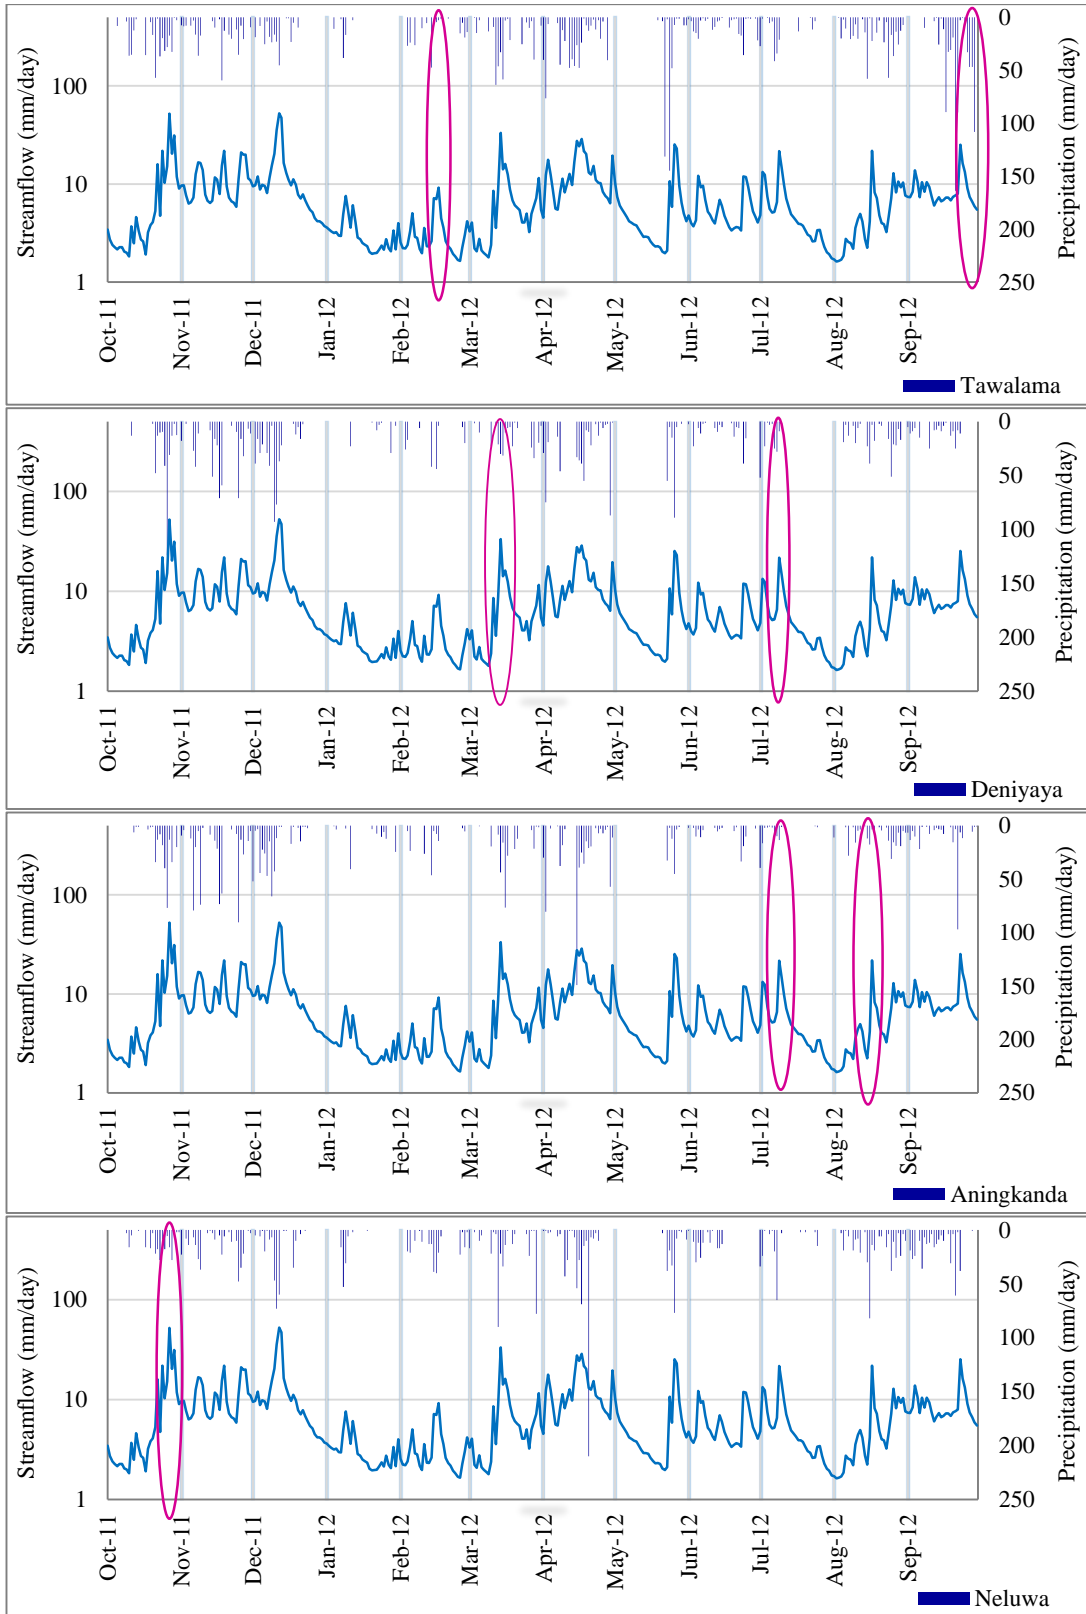 0
50
100
150
200
250
100
10
1
Streamflow (mm/day)
Precipitation (mm/day)
Oct-11
Nov-11
Dec-11
Jan-12
Feb-12
Mar-12
Apr-12
May-12
Jun-12
Jul-12
Aug-12
Sep-12
Tawalama
0
50
100
150
200
250
100
10
1
Streamflow (mm/day)
Precipitation (mm/day)
Oct-11
Nov-11
Dec-11
Jan-12
Feb-12
Mar-12
Apr-12
May-12
Jun-12
Jul-12
Aug-12
Sep-12
Deniyaya
0
50
100
150
200
250
100
10
1
Streamflow (mm/day)
Precipitation (mm/day)
Oct-11
Nov-11
Dec-11
Jan-12
Feb-12
Mar-12
Apr-12
May-12
Jun-12
Jul-12
Aug-12
Sep-12
Aningkanda
0
50
100
150
200
250
100
10
1
Streamflow (mm/day)
Precipitation (mm/day)
Oct-11
Nov-11
Dec-11
Jan-12
Feb-12
Mar-12
Apr-12
May-12
Jun-12
Jul-12
Aug-12
Sep-12
Neluwa